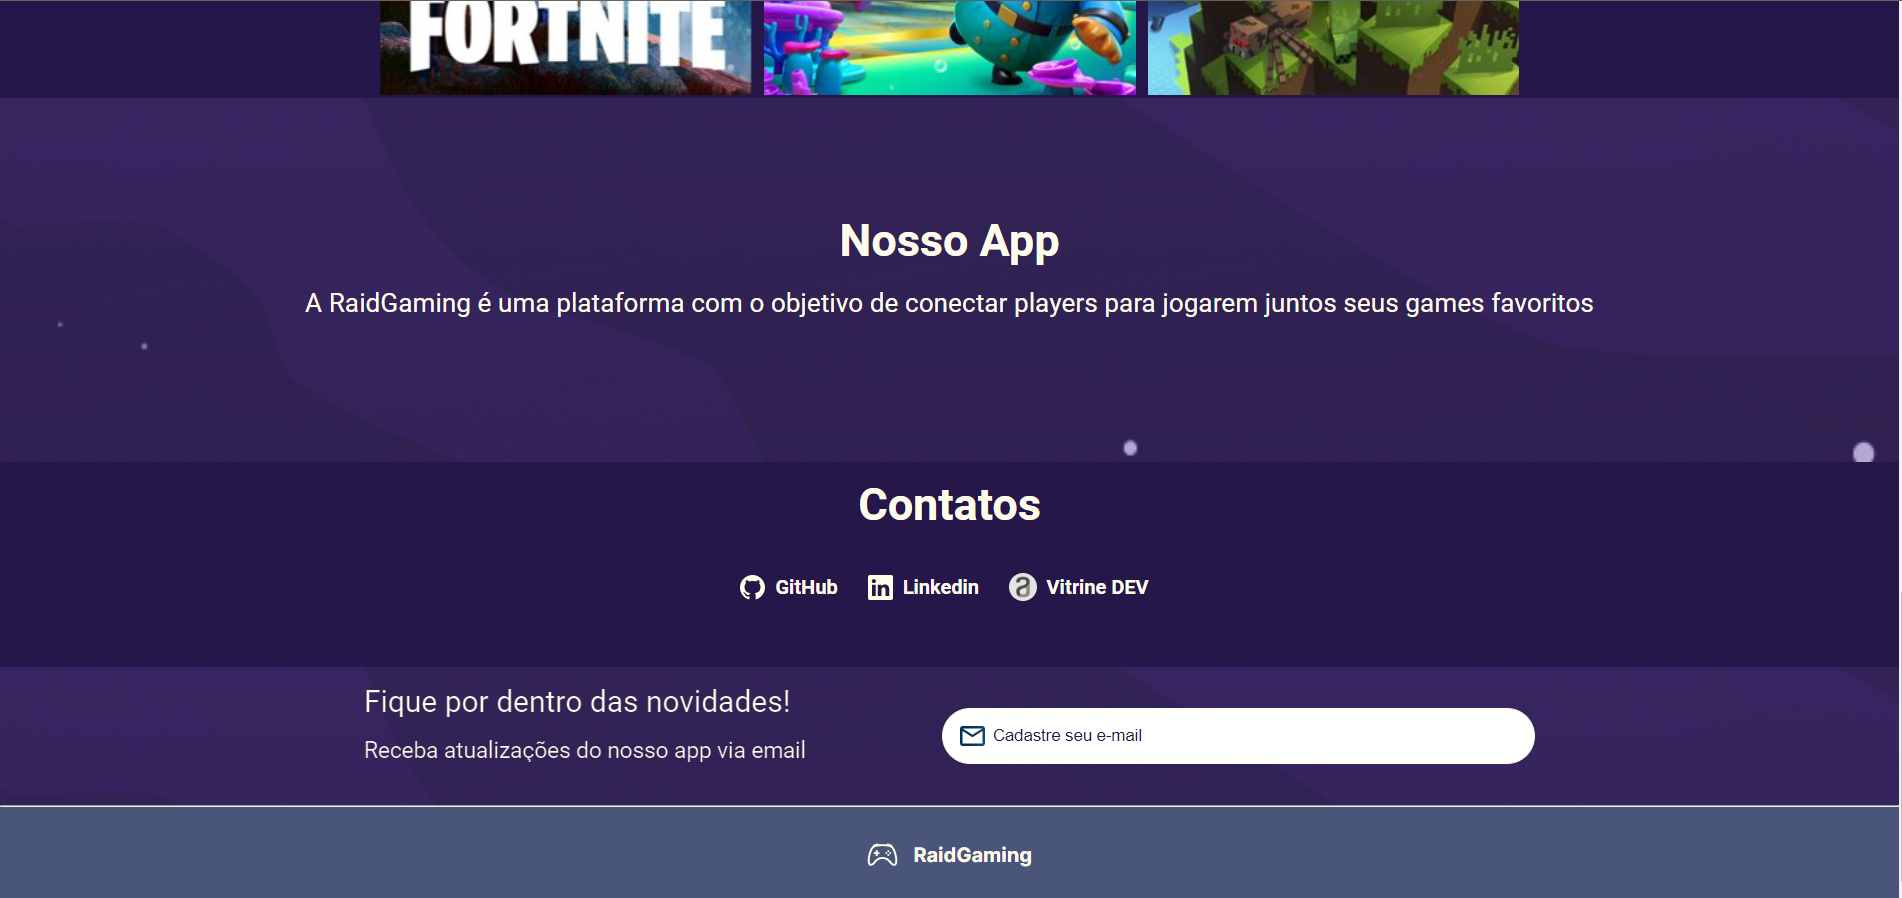 FORTNITE
Nosso App
A RaidGaming é uma plataforma com o objetivo de conectar players para jogarem juntos seus games favoritos
Contatos
GitHub
Linkedin
Vitrine DEV
Fique por dentro das novidades!
Receba atualizações do nosso app via email
Cadastre seu e-mail
RaidGaming